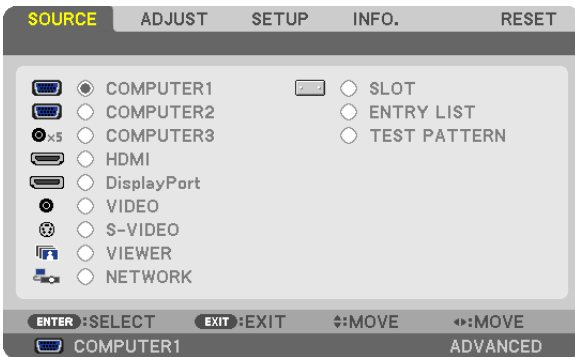 SOURCE ADJUST SETUP INFO. RESET
COMPUTER1
COMPUTER2
×5 COMPUTER3
HDMI
DisplayPort
VIDEO
S-VIDEO
VIEWER
NETWORK
SLOT
ENTRY LIST
TEST PATTERN
ENTER :SELECT EXIT :EXIT :MOVE :MOVE
COMPUTER1 ADVANCED